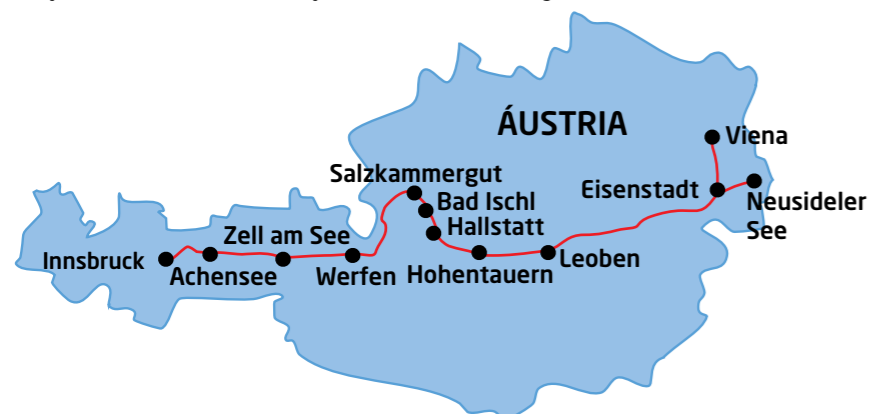 ÁUSTRIA
Viena
Salzkammergut
Bad Ischl
Eisenstadt
Neusideler
See
Hallstatt
Zell am See
Innsbruck
Achensee
Werfen
Hohentauern
Leoben